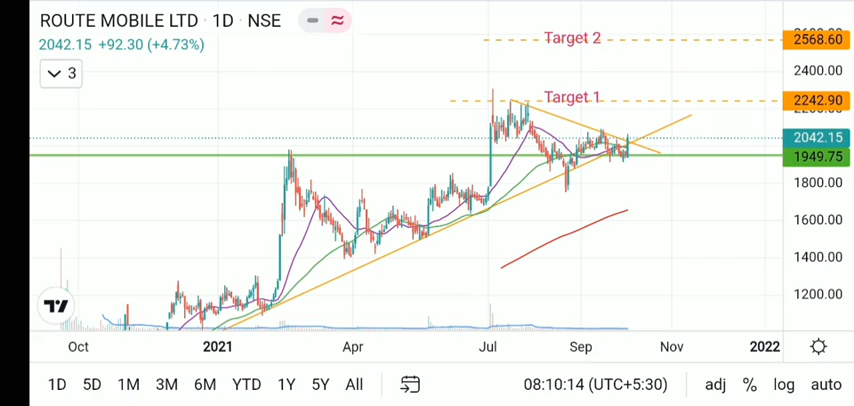 ROUTE MOBILE LTD · 1D · NSE
2042.15 +92.30 (+4.73%)
3
Target 2
2568.60
2400.00
Target 1
2242.90
2042.15
1949.75
1800.00
1600.00
1400.00
1200.00
Oct 2021 Apr Jul Sep Nov 2022
1D 5D 1M 3M 6M YTD 1Y 5Y All 08:10:14 (UTC+5:30) adj % log auto